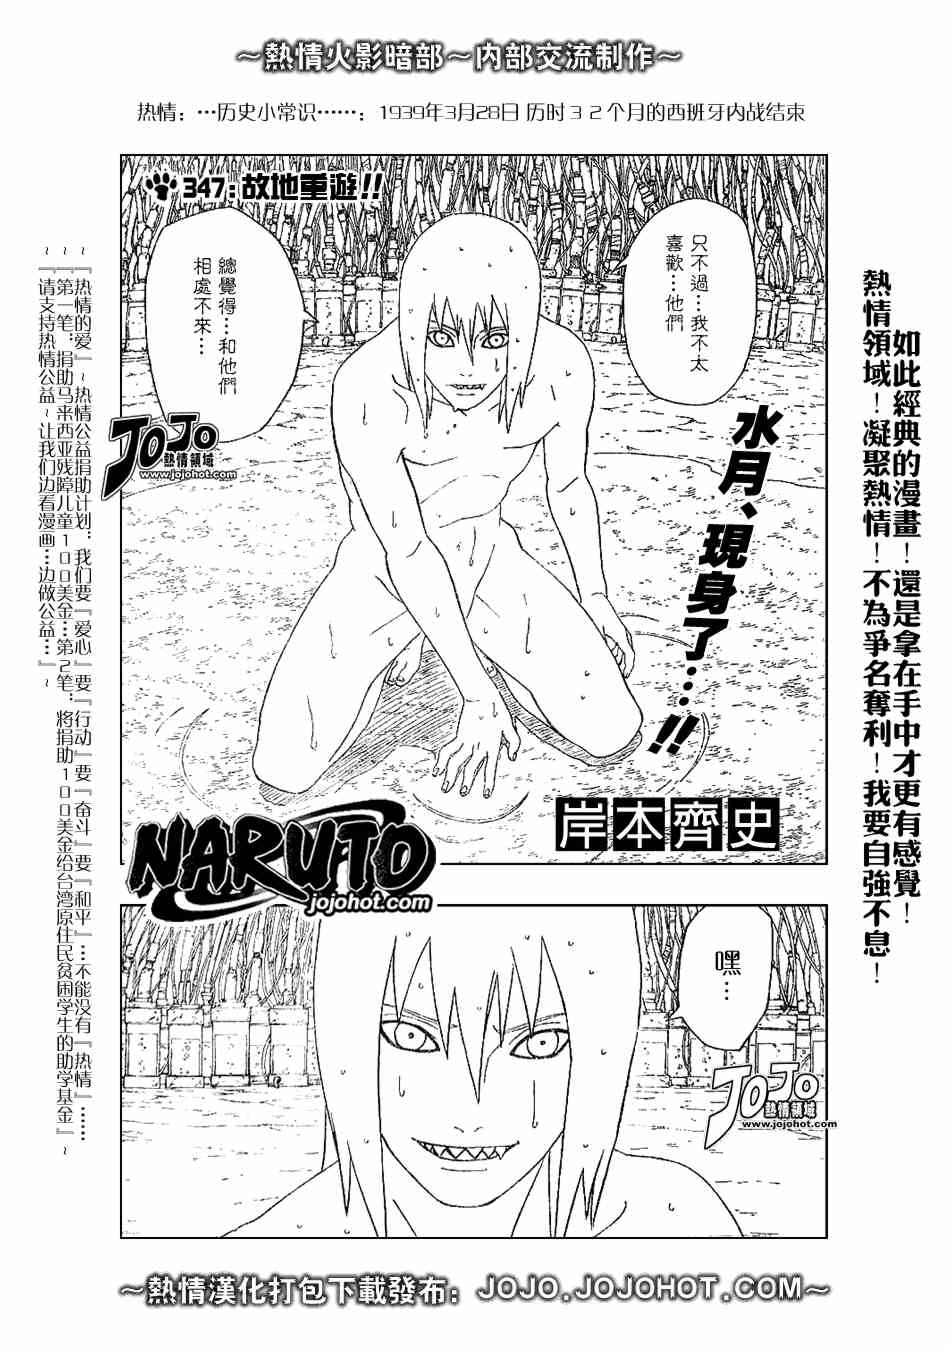 ～熱情火影暗部～内部交流制作～
热情：…历史小常识……：1939年3月28日 历时３２个月的西班牙内战结束
347:故地重遊!!
只不過…我不太
喜歡…他們
總覺得…和他們
相處不來…
JOJO
熱情領域
www.jojohot.com
水月、現身了…!!
岸本齊史
NARUTO
jojohot.com
嘿…
JOJO
熱情領域
www.jojohot.com
如此經典的漫畫！還是拿在手中才更有感覺！
熱情領域！凝聚熱情！不為爭名奪利！我要自強不息！
~『热情的爱』~热情公益捐助计划：我们要『爱心』要『行动』要『奋斗』要『和平』…不能没有『热情』……
~『第一笔：捐助马来西亚残障儿童100美金…第2笔：将捐助100美金给台湾原住民贫困学生的助学基金』~
~『请支持热情公益~让我们边看漫画…边做公益…』~
～熱情漢化打包下載發布：JOJO.JOJOHOT.COM～